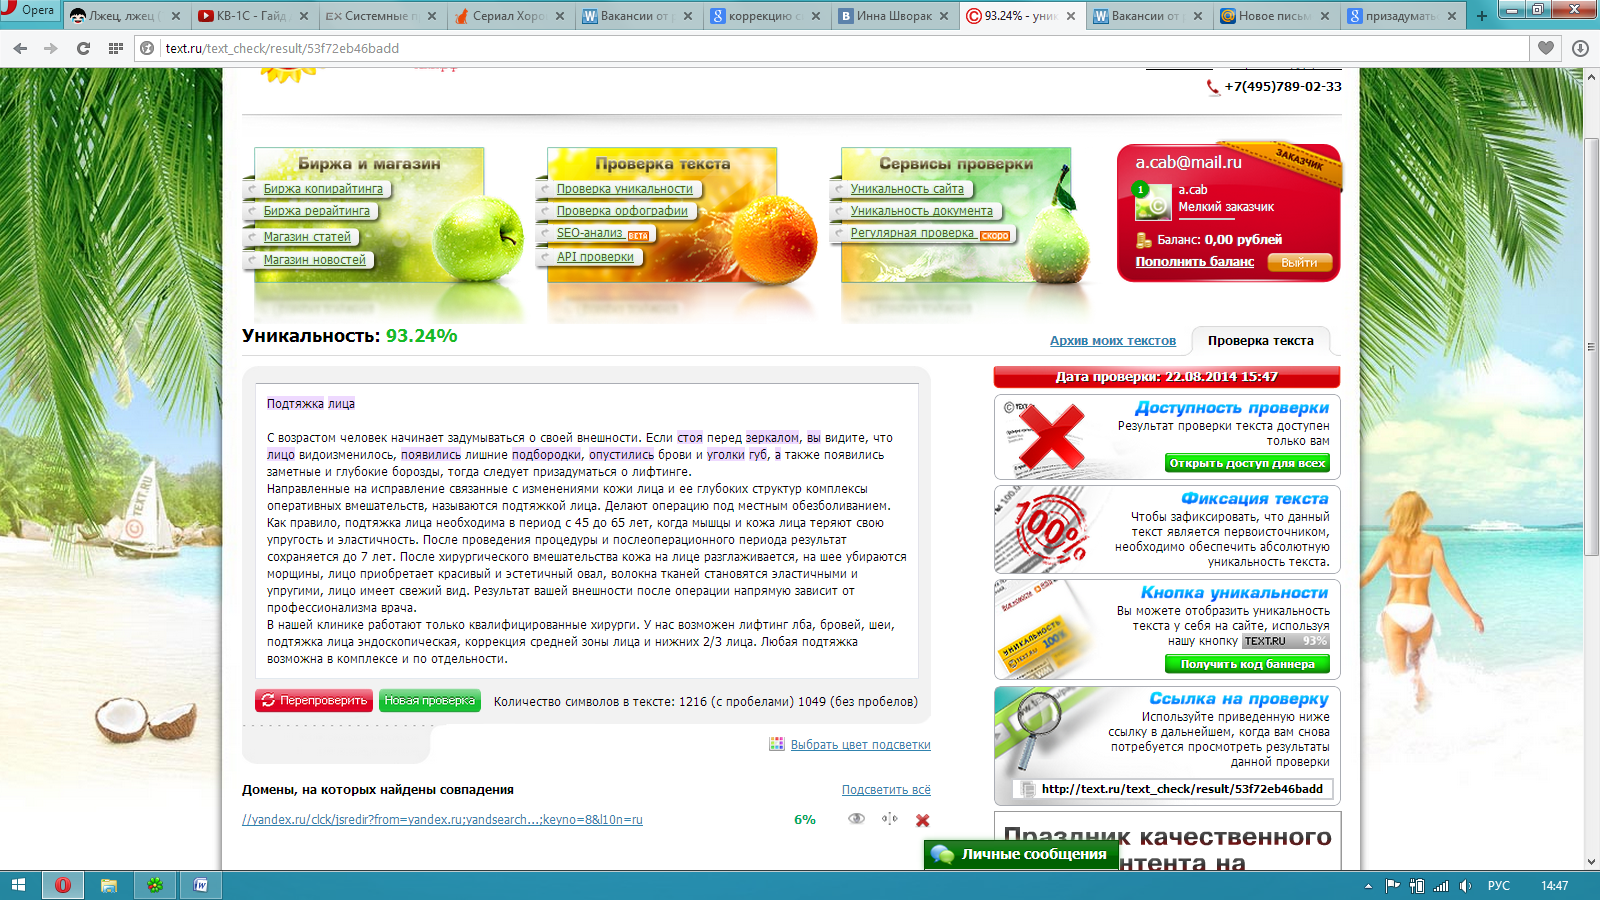 Opera
Лжец, лжец (
КВ-1С - Гайд
Системные п
Сериал Хоро
Вакансии от р
коррекцию с
Инна Шворак
93.24% - уник
Вакансии от р
Новое письм
призадумать
text.ru/text_check/result/53f72eb46badd
+7(495)789-02-33
Биржа и магазин
Биржа копирайтинга
Биржа рерайтинга
Магазин статей
Магазин новостей
Проверка текста
Проверка уникальности
Проверка орфографии
SEO-анализ BETA
API проверки
Сервисы проверки
Уникальность сайта
Уникальность документа
Регулярная проверка скоро
ЗАКАЗЧИК
a.cab@mail.ru
1
a.cab
Мелкий заказчик
Баланс: 0,00 рублей
Пополнить баланс Выйти
Уникальность: 93.24%
Архив моих текстов
Проверка текста
Подтяжка лица
С возрастом человек начинает задумываться о своей внешности. Если стоя перед зеркалом, вы видите, что
лицо видоизменилось, появились лишние подбородки, опустились брови и уголки губ, а также появились
заметные и глубокие борозды, тогда следует призадуматься о лифтинге.
Направленные на исправление связанные с изменениями кожи лица и ее глубоких структур комплексы
оперативных вмешательств, называются подтяжкой лица. Делают операцию под местным обезболиванием.
Как правило, подтяжка лица необходима в период с 45 до 65 лет, когда мышцы и кожа лица теряют свою
упругость и эластичность. После проведения процедуры и послеоперационного периода результат
сохраняется до 7 лет. После хирургического вмешательства кожа на лице разглаживается, на шее убираются
морщины, лицо приобретает красивый и эстетичный овал, волокна тканей становятся эластичными и
упругими, лицо имеет свежий вид. Результат вашей внешности после операции напрямую зависит от
профессионализма врача.
В нашей клинике работают только квалифицированные хирурги. У нас возможен лифтинг лба, бровей, шеи,
подтяжка лица эндоскопическая, коррекция средней зоны лица и нижних 2/3 лица. Любая подтяжка
возможна в комплексе и по отдельности.
Перепроверить
Новая проверка
Количество символов в тексте: 1216 (с пробелами) 1049 (без пробелов)
Выбрать цвет подсветки
Домены, на которых найдены совпадения
Подсветить всё
//yandex.ru/clck/jsredir?from=yandex.ru;yandsearch...;keyno=8&l10n=ru
6%
Дата проверки: 22.08.2014 15:47
Доступность проверки
Результат проверки текста доступен
только вам
Открыть доступ для всех
100%
Фиксация текста
Чтобы зафиксировать, что данный
текст является первоисточником,
необходимо обеспечить абсолютную
уникальность текста.
УНИКАЛЬНОСТЬ
TEXT.RU 100%
Кнопка уникальности
Вы можете отобразить уникальность
текста у себя на сайте, используя
нашу кнопку TEXT.RU 93%
Получить код баннера
Ссылка на проверку
Используйте приведенную ниже
ссылку в дальнейшем, когда вам снова
потребуется просмотреть результаты
данной проверки
http://text.ru/text_check/result/53f72eb46badd
Праздник качественного
нтента на
Личные сообщения
©TEXT.RU
РУС
14:47